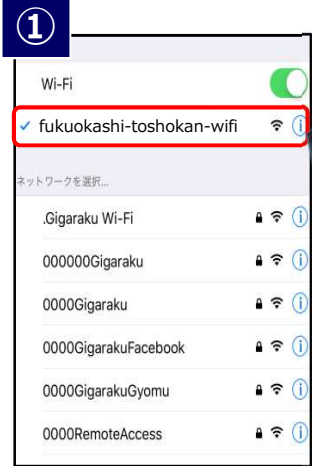 ①
Wi-Fi
✓ fukuokashi-toshokan-wifi
ネットワークを選択...
.Gigaraku Wi-Fi
000000Gigaraku
0000Gigaraku
0000GigarakuFacebook
0000GigarakuGyomu
0000RemoteAccess